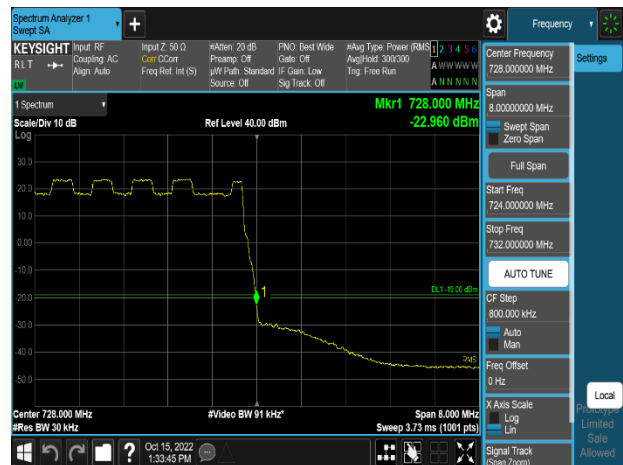 Spectrum Analyzer 1
Swept SA
+
Frequency
KEYSIGHT
RLT
LXI
Input: RF
Coupling: AC
Align: Auto
Input Z: 50 Ω
Corr CCorr
Freq Ref: Int (S)
#Atten: 20 dB
Preamp: Off
µW Path: Standard
Source: Off
PNO: Best Wide
Gate: Off
IF Gain: Low
Sig Track: Off
#Avg Type: Power (RMS
Avg|Hold: 300/300
Trig: Free Run
1 2 3 4 5 6
A W W W W W
A N N N N N
1 Spectrum
Scale/Div 10 dB
Log
Ref Level 40.00 dBm
Mkr1 728.000 MHz
-22.960 dBm
30.0
20.0
10.0
0.00
-10.0
-20.0
-30.0
-40.0
-50.0
1
DL1 -19.00 dBm
RMS
Center 728.000 MHz
#Res BW 30 kHz
#Video BW 91 kHz*
Span 8.000 MHz
Sweep 3.73 ms (1001 pts)
Oct 15, 2022
1:33:45 PM
?
Center Frequency
728.000000 MHz
Settings
Span
8.00000000 MHz
Swept Span
Zero Span
Full Span
Start Freq
724.000000 MHz
Stop Freq
732.000000 MHz
AUTO TUNE
CF Step
800.000 kHz
Auto
Man
Freq Offset
0 Hz
X Axis Scale
Log
Lin
Signal Track
(Span Zoom)
Local
Prototype
Limited
Sale
Allowed